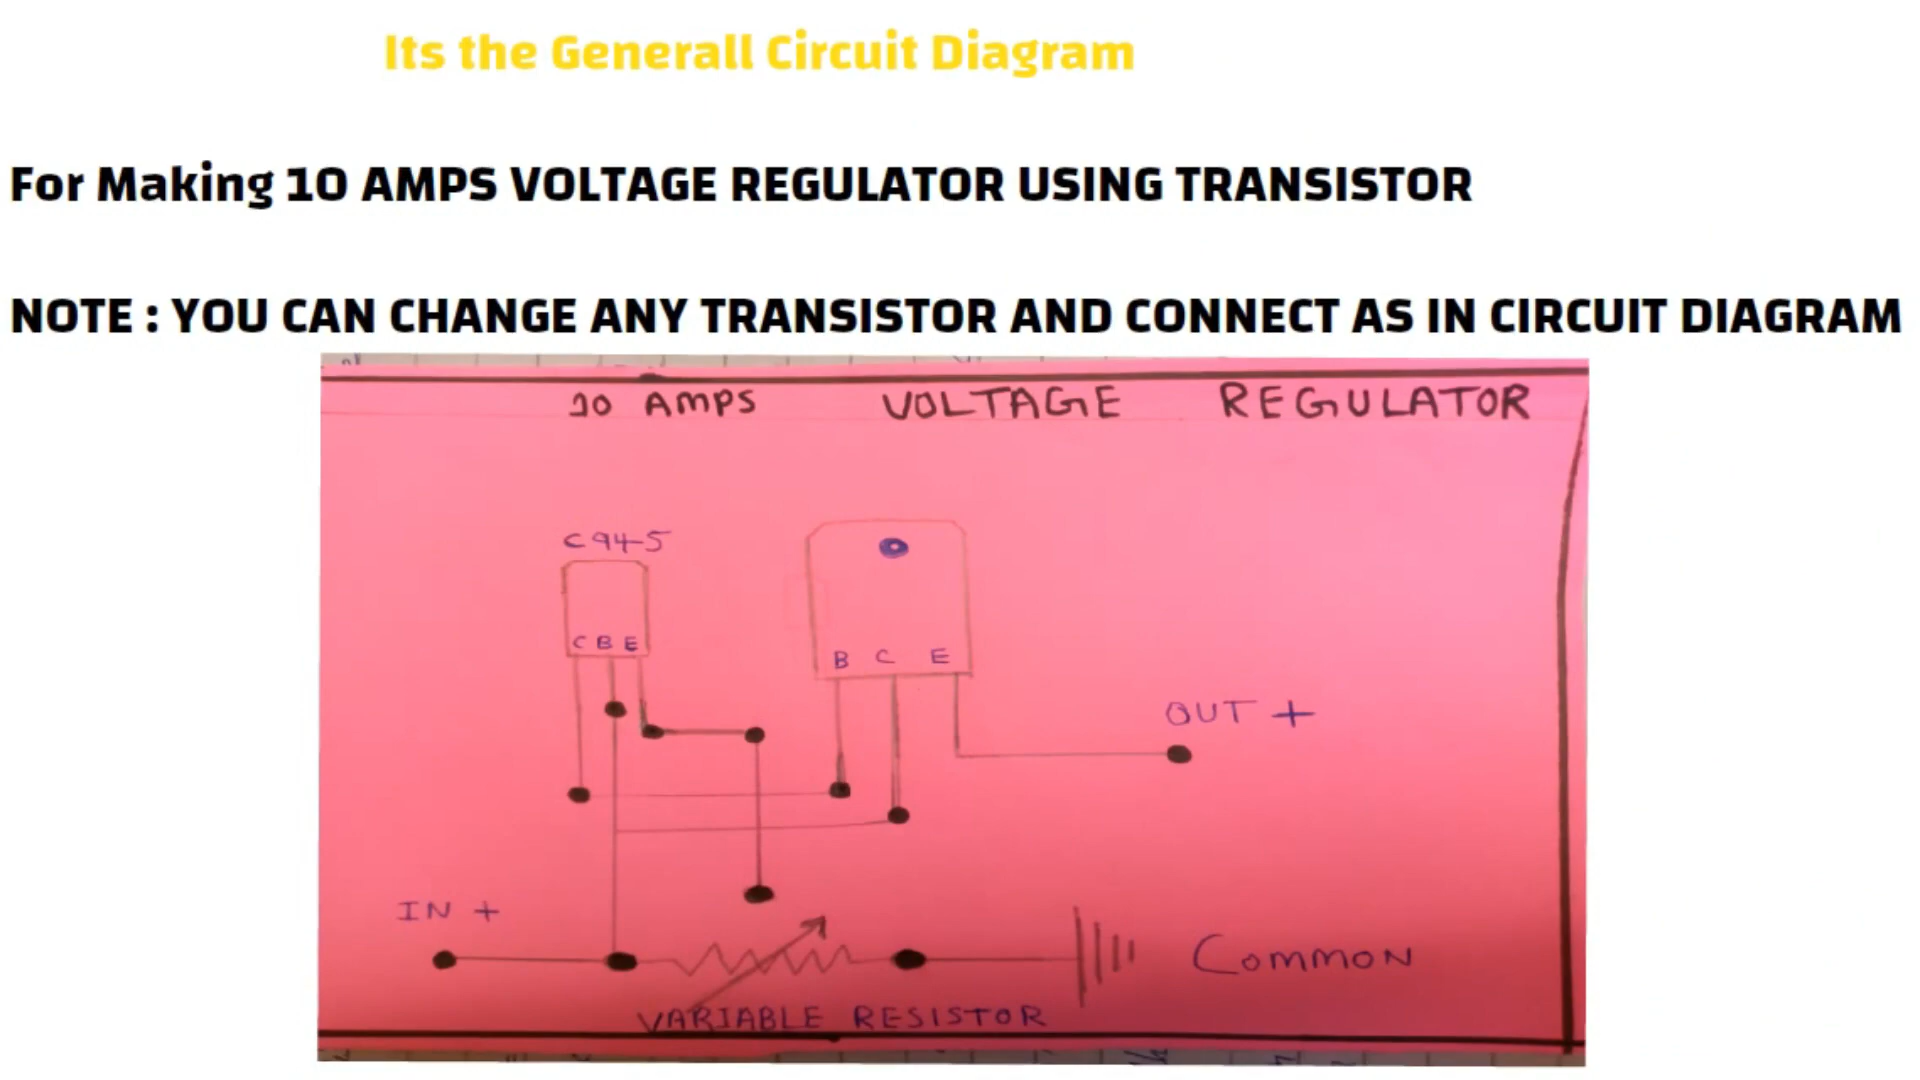 Its the Generall Circuit Diagram
For Making 10 AMPS VOLTAGE REGULATOR USING TRANSISTOR
NOTE : YOU CAN CHANGE ANY TRANSISTOR AND CONNECT AS IN CIRCUIT DIAGRAM
10 AMPS VOLTAGE REGULATOR
C945
C B E
B C E
OUT +
IN +
COMMON
VARIABLE RESISTOR